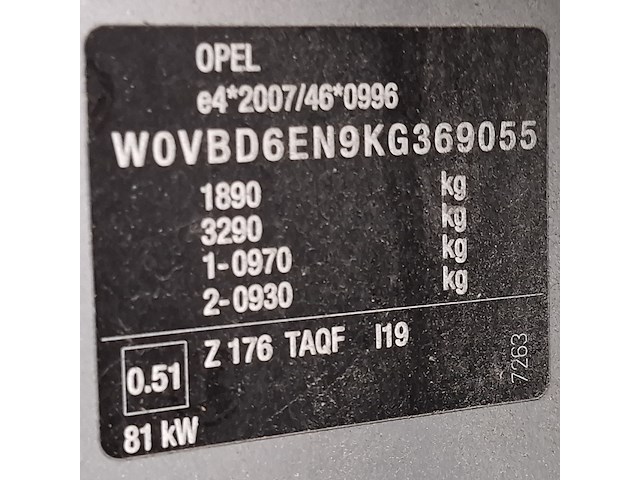 OPEL
e4*2007/46*0996
W0VBD6EN9KG369055
1890 kg
3290 kg
1-0970 kg
2-0930 kg
0.51 Z 176 TAQF I19
81 kW
7263